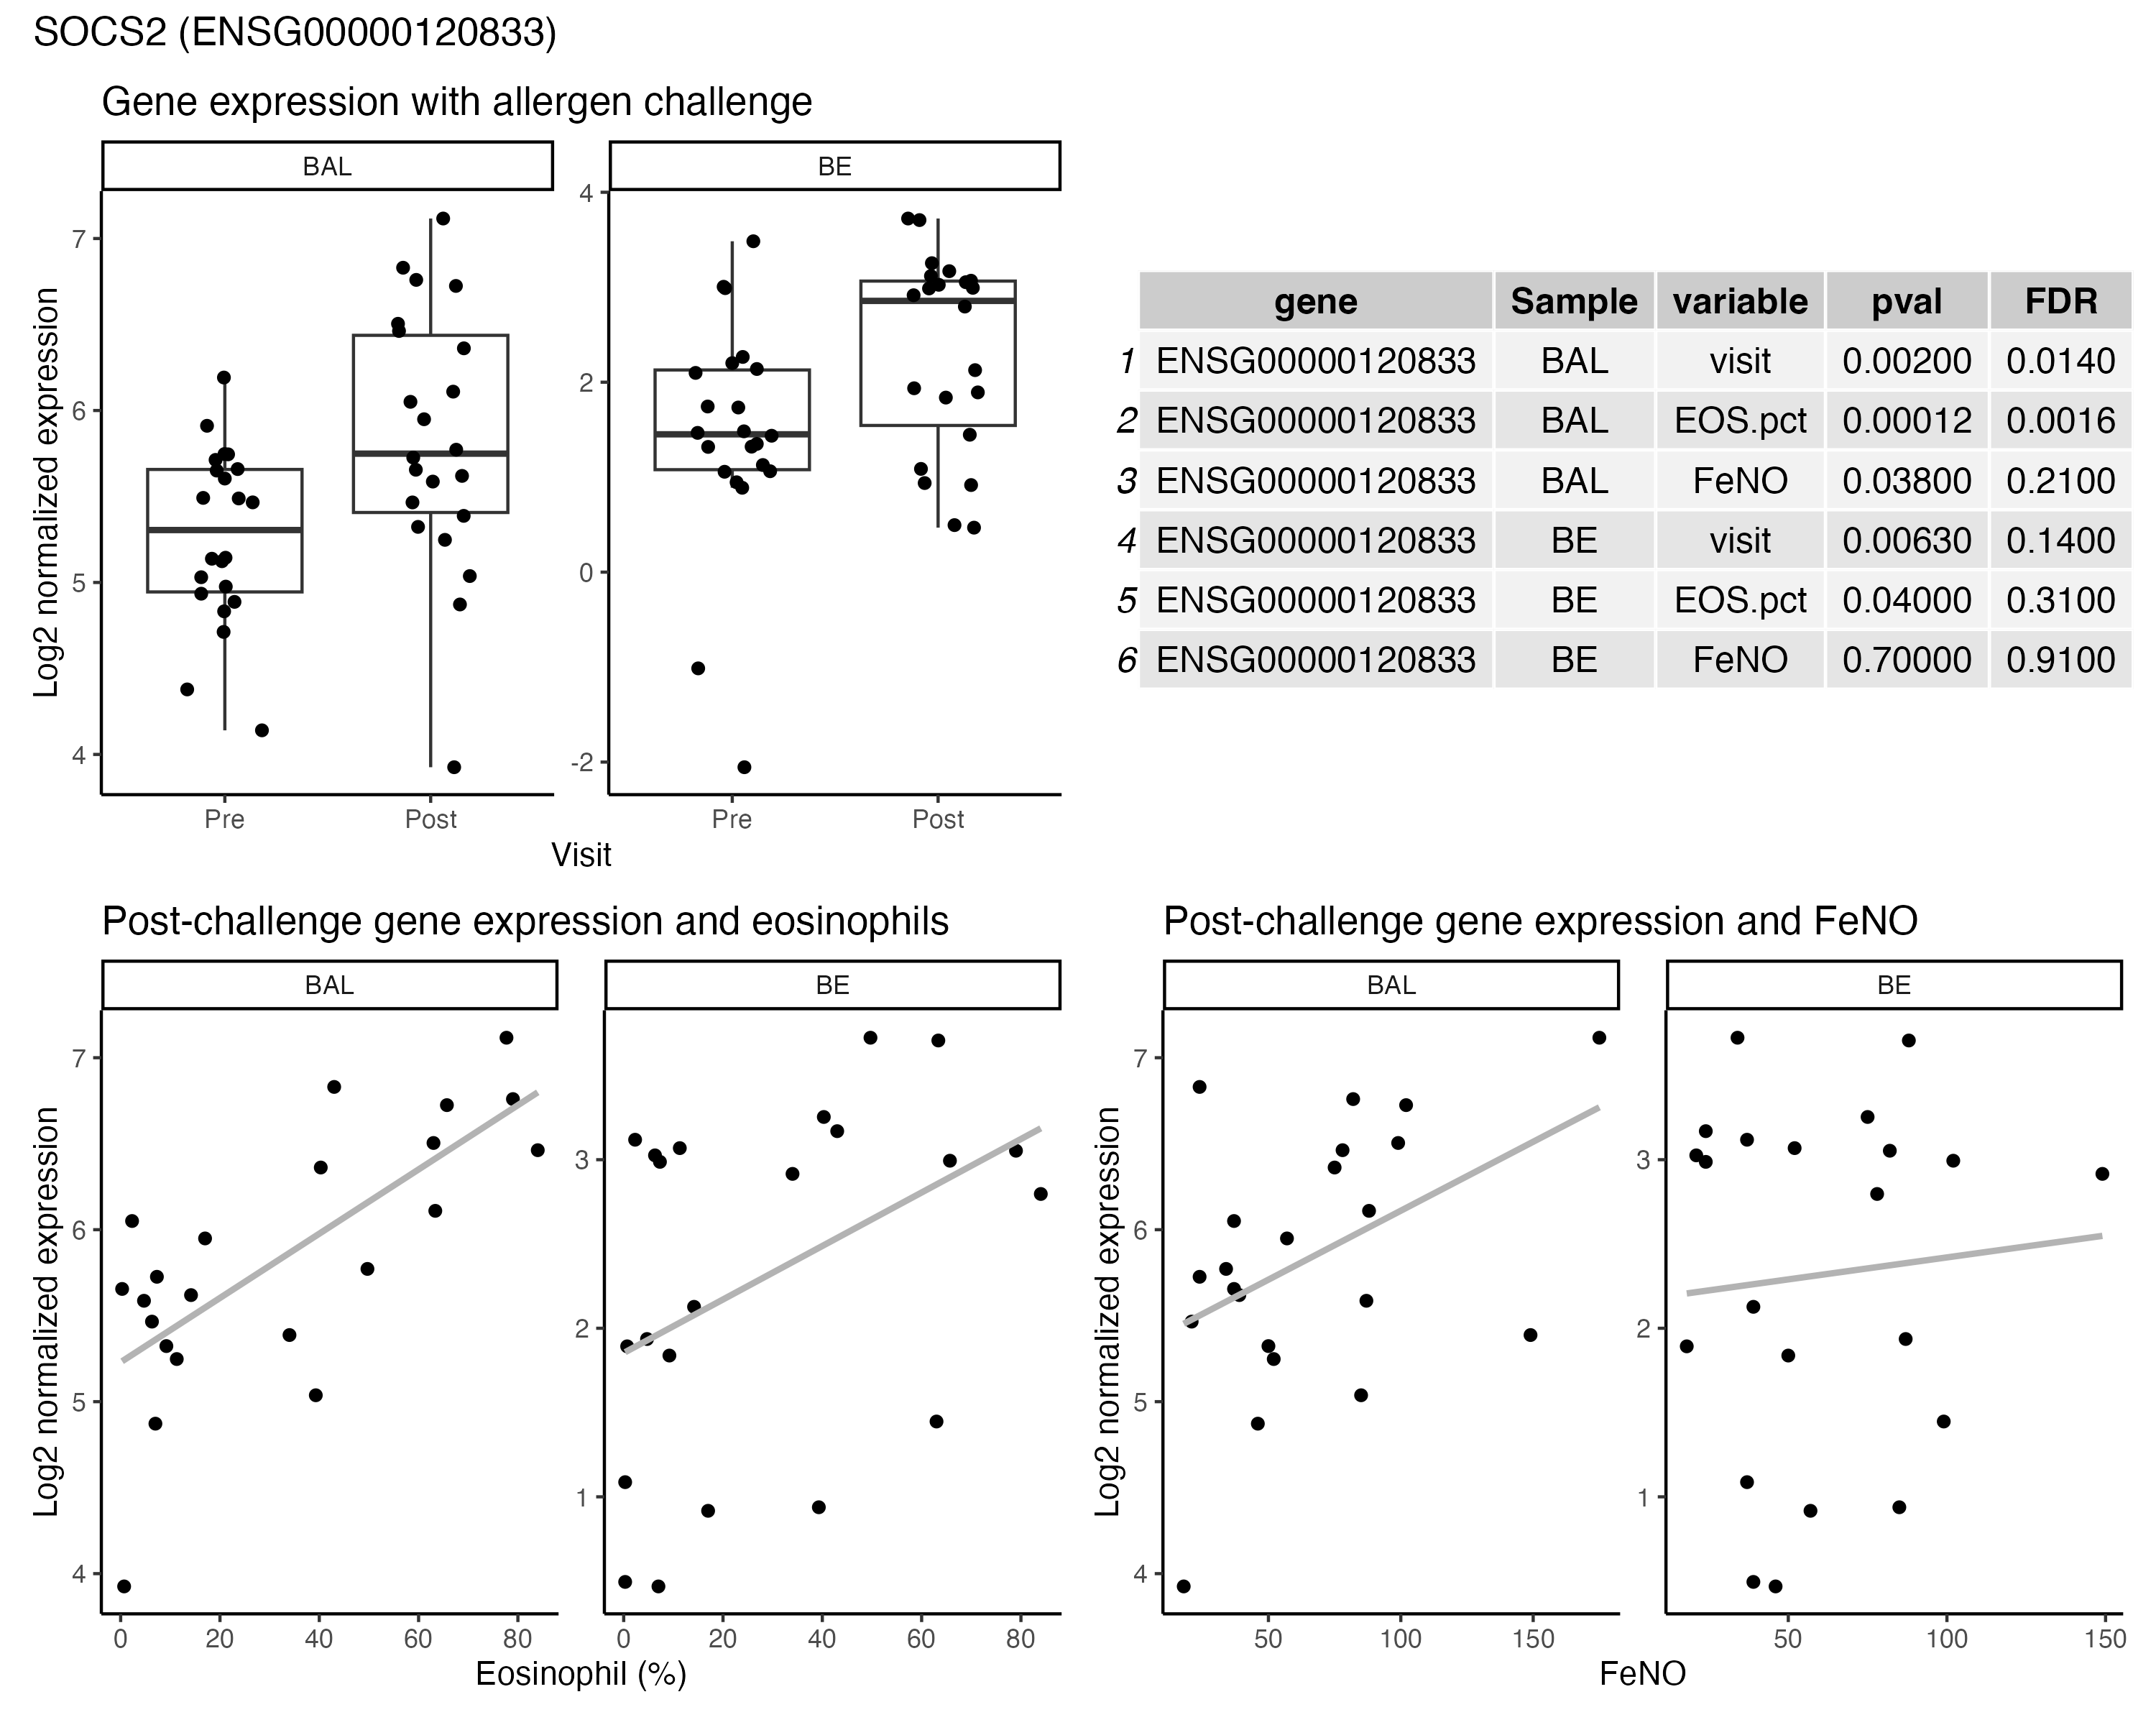 SOCS2 (ENSG00000120833)
Gene expression with allergen challenge
BAL
BE
Log2 normalized expression
7
6
5
4
4
2
0
-2
Pre
Post
Pre
Post
Visit
gene Sample variable pval FDR
1 ENSG00000120833 BAL visit 0.00200 0.0140
2 ENSG00000120833 BAL EOS.pct 0.00012 0.0016
3 ENSG00000120833 BAL FeNO 0.03800 0.2100
4 ENSG00000120833 BE visit 0.00630 0.1400
5 ENSG00000120833 BE EOS.pct 0.04000 0.3100
6 ENSG00000120833 BE FeNO 0.70000 0.9100
Post-challenge gene expression and eosinophils
BAL
BE
Log2 normalized expression
7
6
5
4
3
2
1
0 20 40 60 80
0 20 40 60 80
Eosinophil (%)
Post-challenge gene expression and FeNO
BAL
BE
Log2 normalized expression
7
6
5
4
3
2
1
50 100 150
50 100 150
FeNO